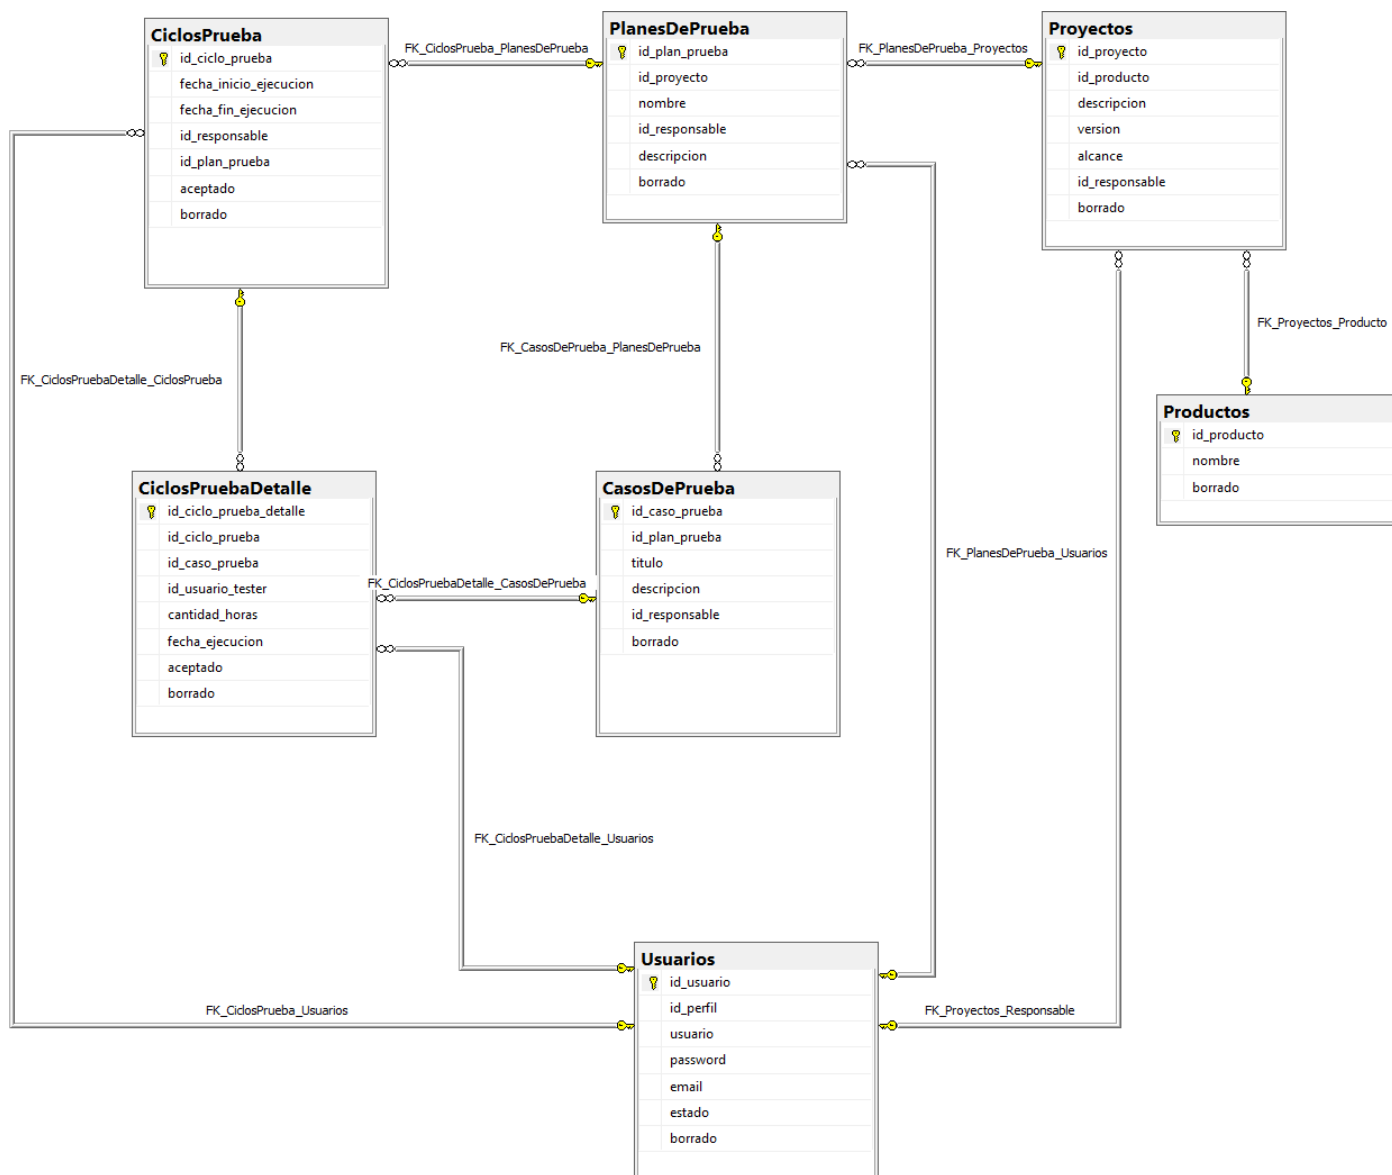 CiclosPrueba
id_ciclo_prueba
fecha_inicio_ejecucion
fecha_fin_ejecucion
id_responsable
id_plan_prueba
aceptado
borrado
FK_CiclosPrueba_PlanesDePrueba
PlanesDePrueba
id_plan_prueba
id_proyecto
nombre
id_responsable
descripcion
borrado
FK_PlanesDePrueba_Proyectos
Proyectos
id_proyecto
id_producto
descripcion
version
alcance
id_responsable
borrado
FK_Proyectos_Producto
FK_CasosDePrueba_PlanesDePrueba
FK_CiclosPruebaDetalle_CiclosPrueba
Productos
id_producto
nombre
borrado
CiclosPruebaDetalle
id_ciclo_prueba_detalle
id_ciclo_prueba
id_caso_prueba
id_usuario_tester
cantidad_horas
fecha_ejecucion
aceptado
borrado
FK_CiclosPruebaDetalle_CasosDePrueba
CasosDePrueba
id_caso_prueba
id_plan_prueba
titulo
descripcion
id_responsable
borrado
FK_PlanesDePrueba_Usuarios
FK_CiclosPruebaDetalle_Usuarios
FK_CiclosPrueba_Usuarios
Usuarios
id_usuario
id_perfil
usuario
password
email
estado
borrado
FK_Proyectos_Responsable